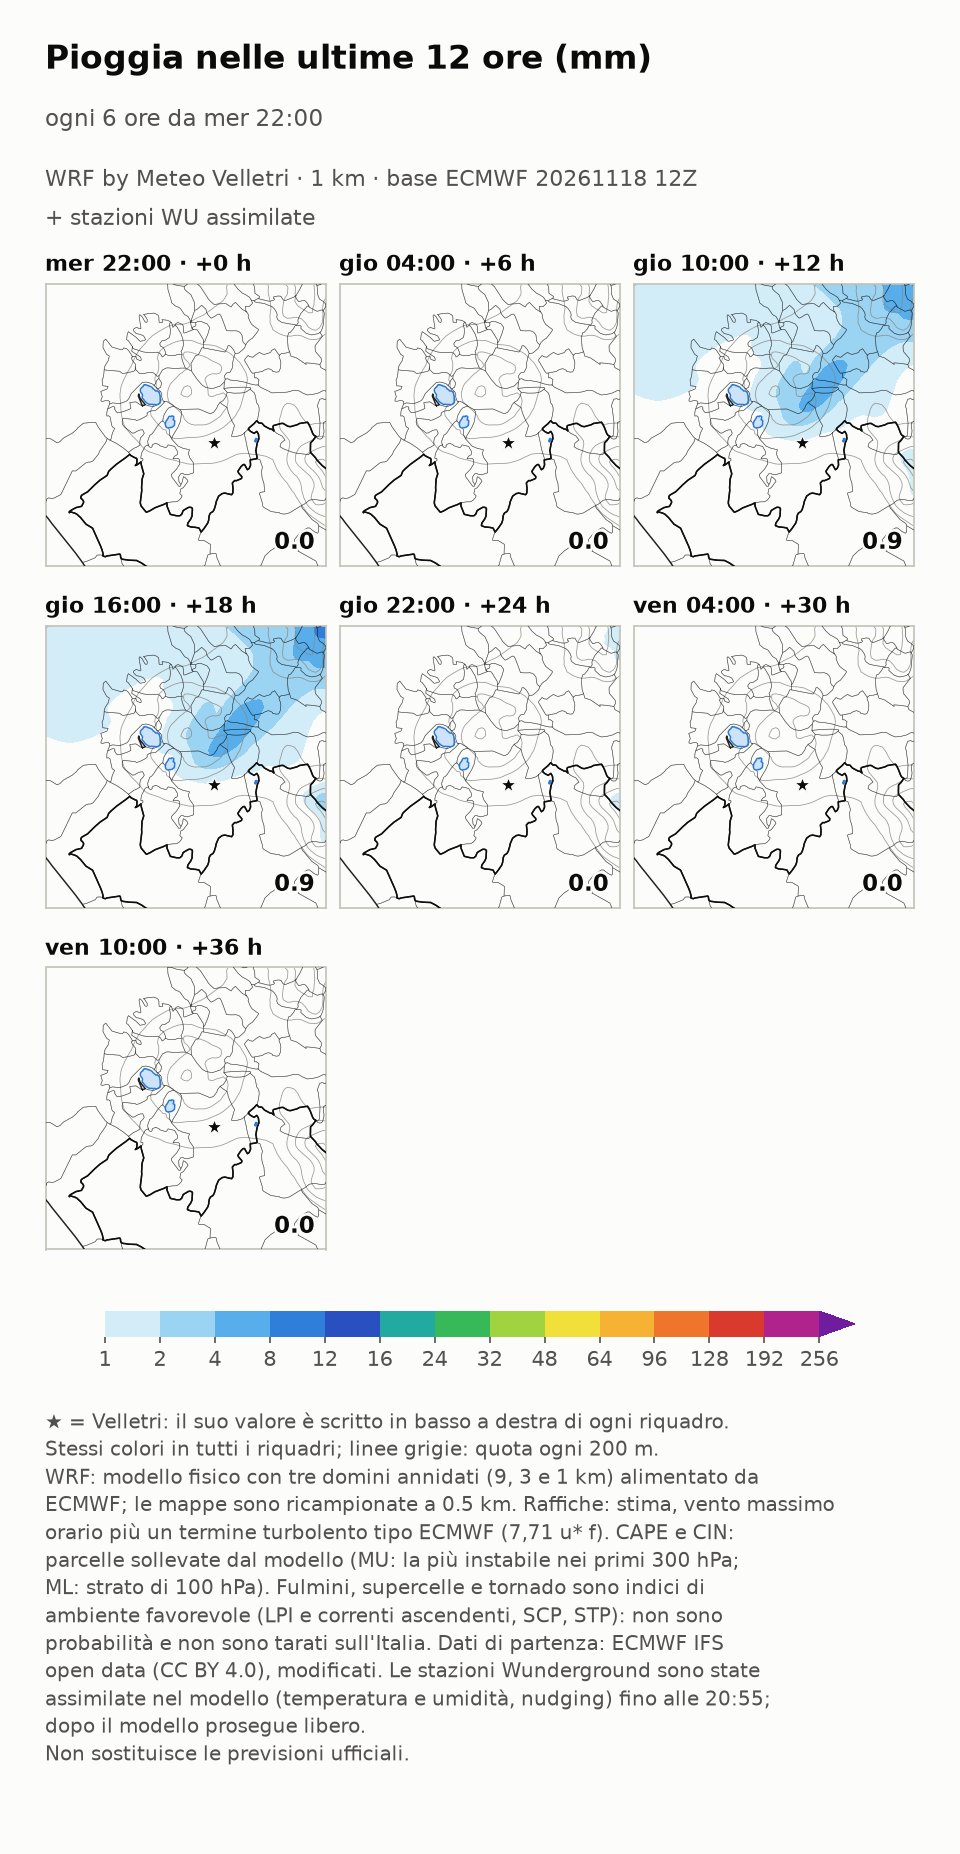 Pioggia nelle ultime 12 ore (mm)
ogni 6 ore da mer 22:00
WRF by Meteo Velletri · 1 km · base ECMWF 20261118 12Z
+ stazioni WU assimilate
mer 22:00 · +0 h
gio 04:00 · +6 h
gio 10:00 · +12 h
0.0
0.0
0.9
gio 16:00 · +18 h
gio 22:00 · +24 h
ven 04:00 · +30 h
0.9
0.0
0.0
ven 10:00 · +36 h
0.0
1 2 4 8 12 16 24 32 48 64 96 128 192 256
★ = Velletri: il suo valore è scritto in basso a destra di ogni riquadro.
Stessi colori in tutti i riquadri; linee grigie: quota ogni 200 m.
WRF: modello fisico con tre domini annidati (9, 3 e 1 km) alimentato da
ECMWF; le mappe sono ricampionate a 0.5 km. Raffiche: stima, vento massimo
orario più un termine turbolento tipo ECMWF (7,71 u* f). CAPE e CIN:
parcelle sollevate dal modello (MU: la più instabile nei primi 300 hPa;
ML: strato di 100 hPa). Fulmini, supercelle e tornado sono indici di
ambiente favorevole (LPI e correnti ascendenti, SCP, STP): non sono
probabilità e non sono tarati sull'Italia. Dati di partenza: ECMWF IFS
open data (CC BY 4.0), modificati. Le stazioni Wunderground sono state
assimilate nel modello (temperatura e umidità, nudging) fino alle 20:55;
dopo il modello prosegue libero.
Non sostituisce le previsioni ufficiali.